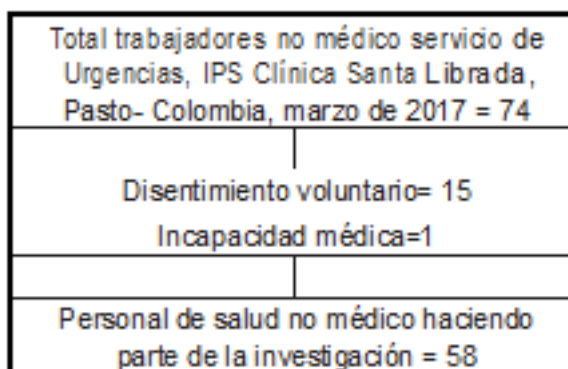 Total trabajadores no médico servicio de
Urgencias, IPS Clínica Santa Librada,
Pasto- Colombia, marzo de 2017 = 74
Disentimiento voluntario= 15
Incapacidad médica=1
Personal de salud no médico haciendo
parte de la investigación = 58